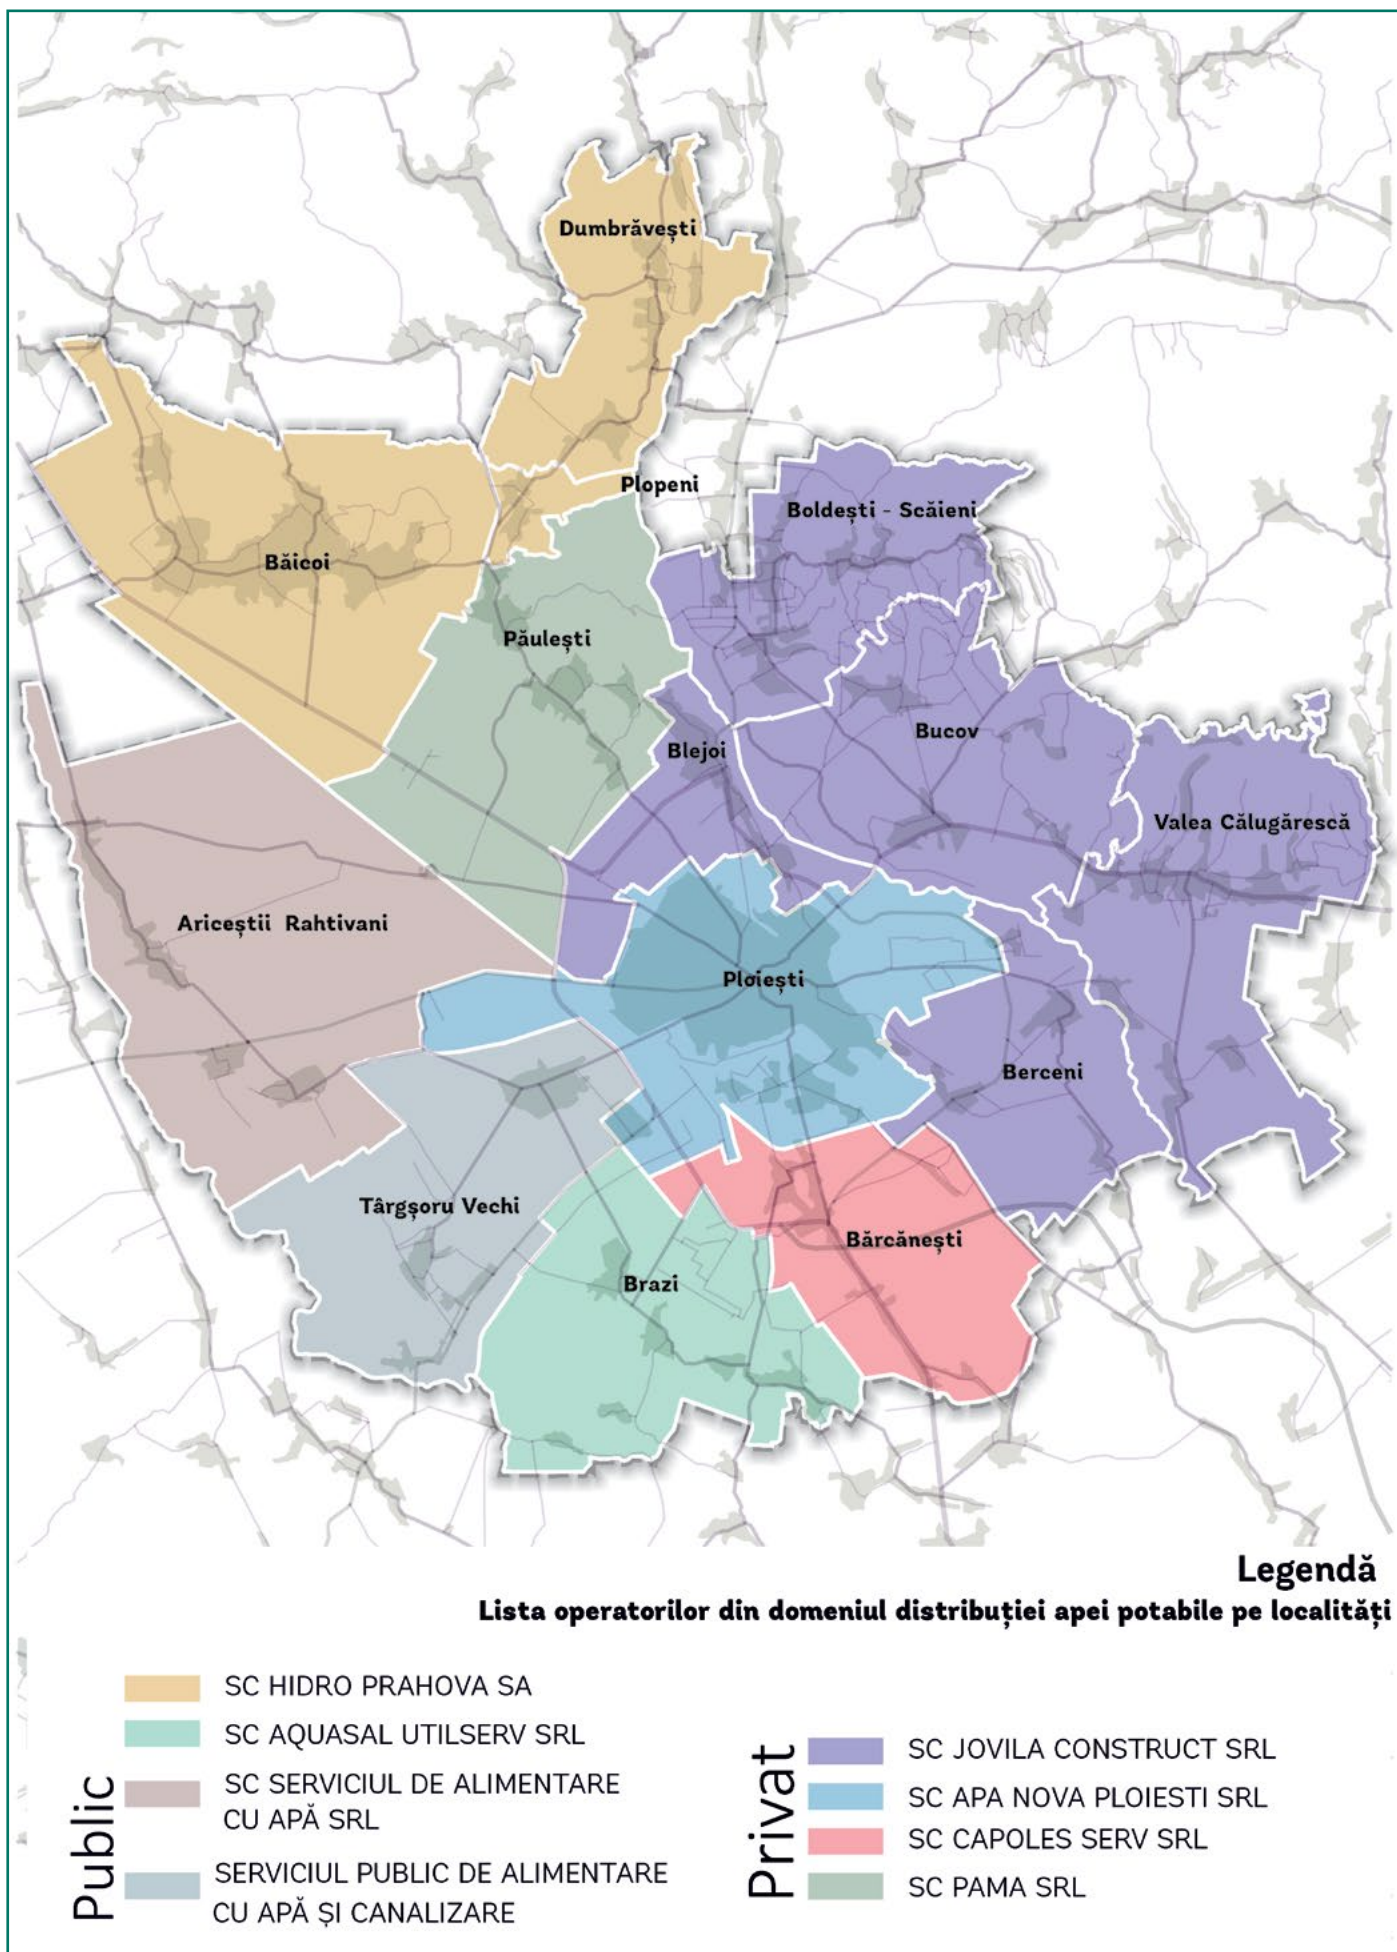 Dumbrăvești
Plopeni
Boldești - Scăieni
Băicoi
Păulești
Bucov
Blejoi
Valea Călugărescă
Ariceștii Rahtivani
Ploiești
Berceni
Târgșoru Vechi
Bărcănești
Brazi
Legendă
Lista operatorilor din domeniul distribuției apei potabile pe localități
Public
SC HIDRO PRAHOVA SA
SC AQUASAL UTILSERV SRL
SC SERVICIUL DE ALIMENTARE
CU APĂ SRL
SERVICIUL PUBLIC DE ALIMENTARE
CU APĂ ȘI CANALIZARE
Privat
SC JOVILA CONSTRUCT SRL
SC APA NOVA PLOIESTI SRL
SC CAPOLES SERV SRL
SC PAMA SRL